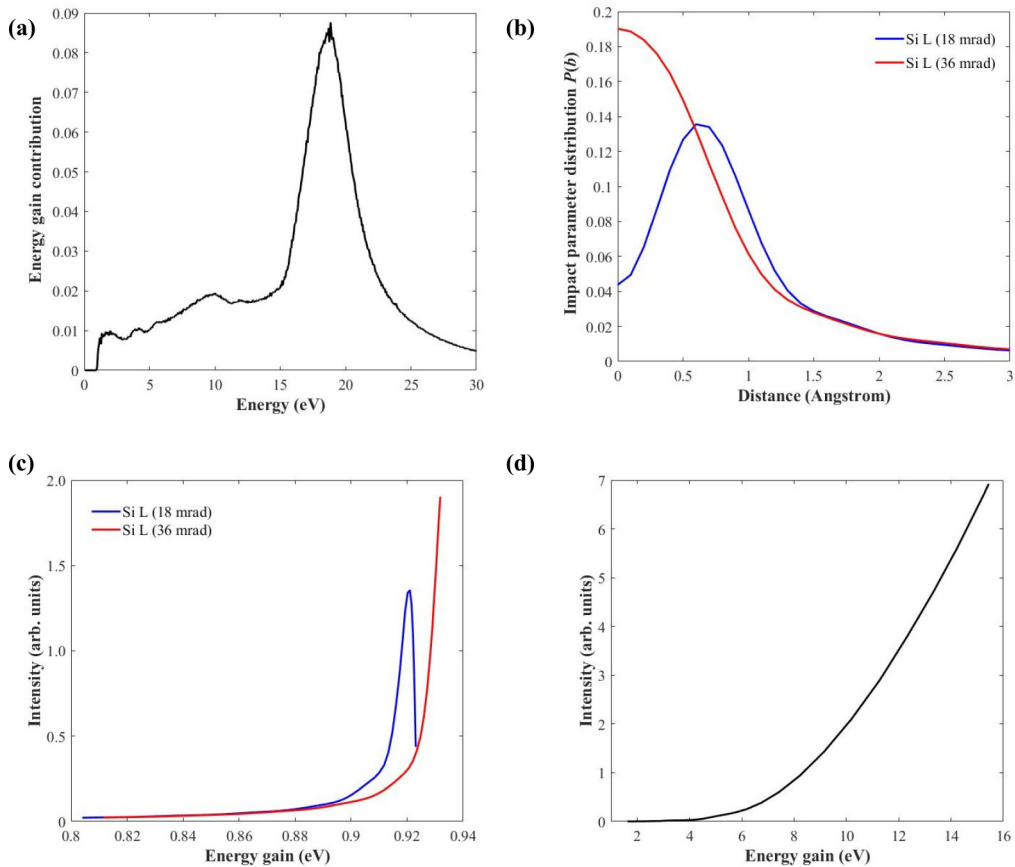 (a)
0.09
0.08
0.07
0.06
0.05
0.04
0.03
0.02
0.01
0
Energy gain contribution
0 5 10 15 20 25 30
Energy (eV)
(b)
0.2
0.18
0.16
0.14
0.12
0.1
0.08
0.06
0.04
0.02
0
Impact parameter distribution P(b)
Si L (18 mrad)
Si L (36 mrad)
0 0.5 1 1.5 2 2.5 3
Distance (Angstrom)
(c)
2.0
1.5
1.0
0.5
0
Intensity (arb. units)
Si L (18 mrad)
Si L (36 mrad)
0.8 0.82 0.84 0.86 0.88 0.9 0.92 0.94
Energy gain (eV)
(d)
7
6
5
4
3
2
1
0
Intensity (arb. units)
2 4 6 8 10 12 14 16
Energy gain (eV)